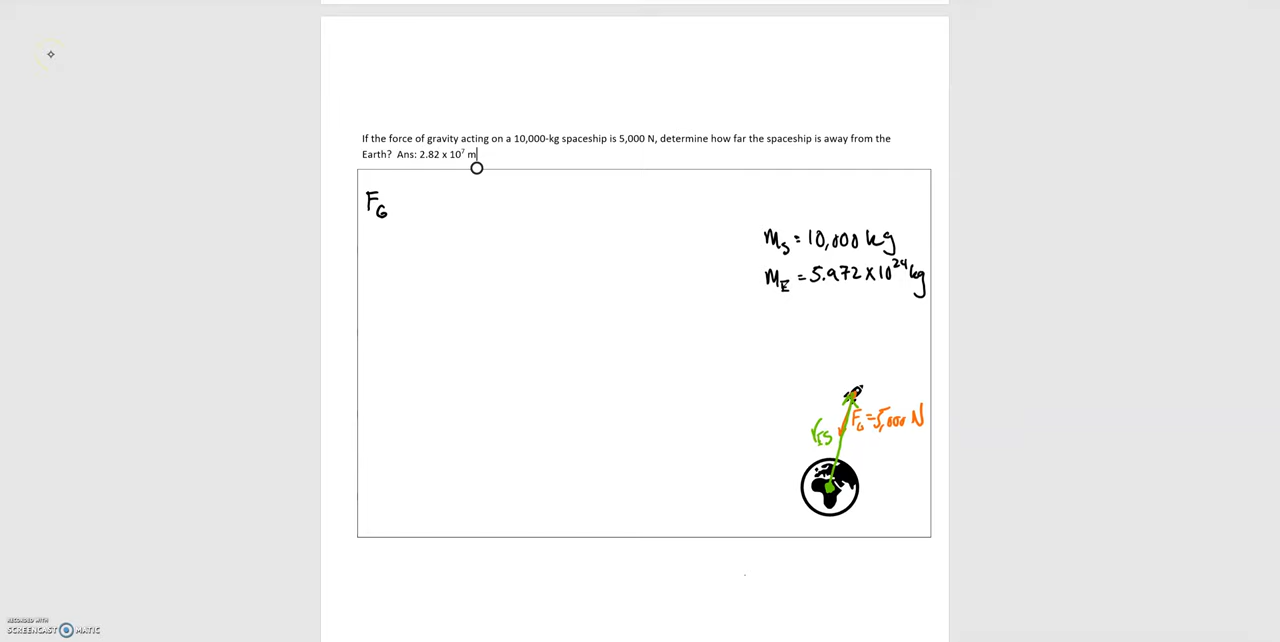 If the force of gravity acting on a 10,000-kg spaceship is 5,000 N, determine how far the spaceship is away from the
Earth? Ans: 2.82 x 10⁷ m
F_G
m_S = 10,000 kg
m_E = 5.972 X 10²⁴ kg
F_G = 5,000 N
r_ES
RECORDED WITH
SCREENCAST MATIC